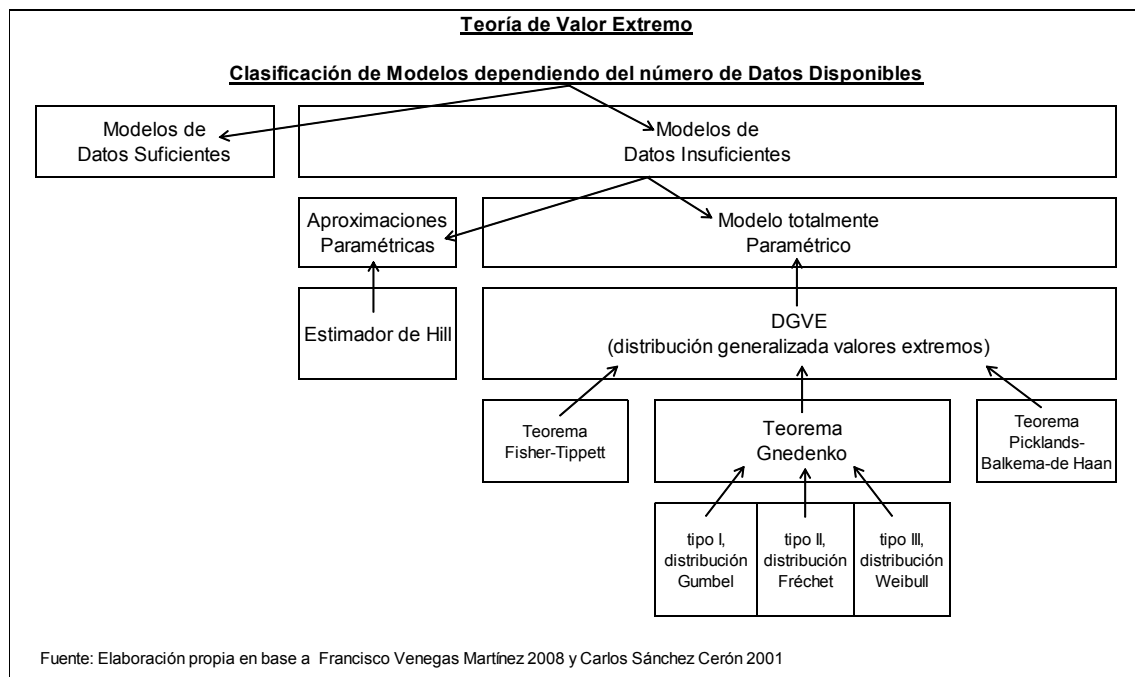 Teoría de Valor Extremo
Clasificación de Modelos dependiendo del número de Datos Disponibles
Modelos de
Datos Suficientes
Modelos de
Datos Insuficientes
Aproximaciones
Paramétricas
Modelo totalmente
Paramétrico
Estimador de Hill
DGVE
(distribución generalizada valores extremos)
Teorema
Fisher-Tippett
Teorema
Gnedenko
Teorema
Picklands-
Balkema-de Haan
tipo I,
distribución
Gumbel
tipo II,
distribución
Fréchet
tipo III,
distribución
Weibull
Fuente: Elaboración propia en base a Francisco Venegas Martínez 2008 y Carlos Sánchez Cerón 2001